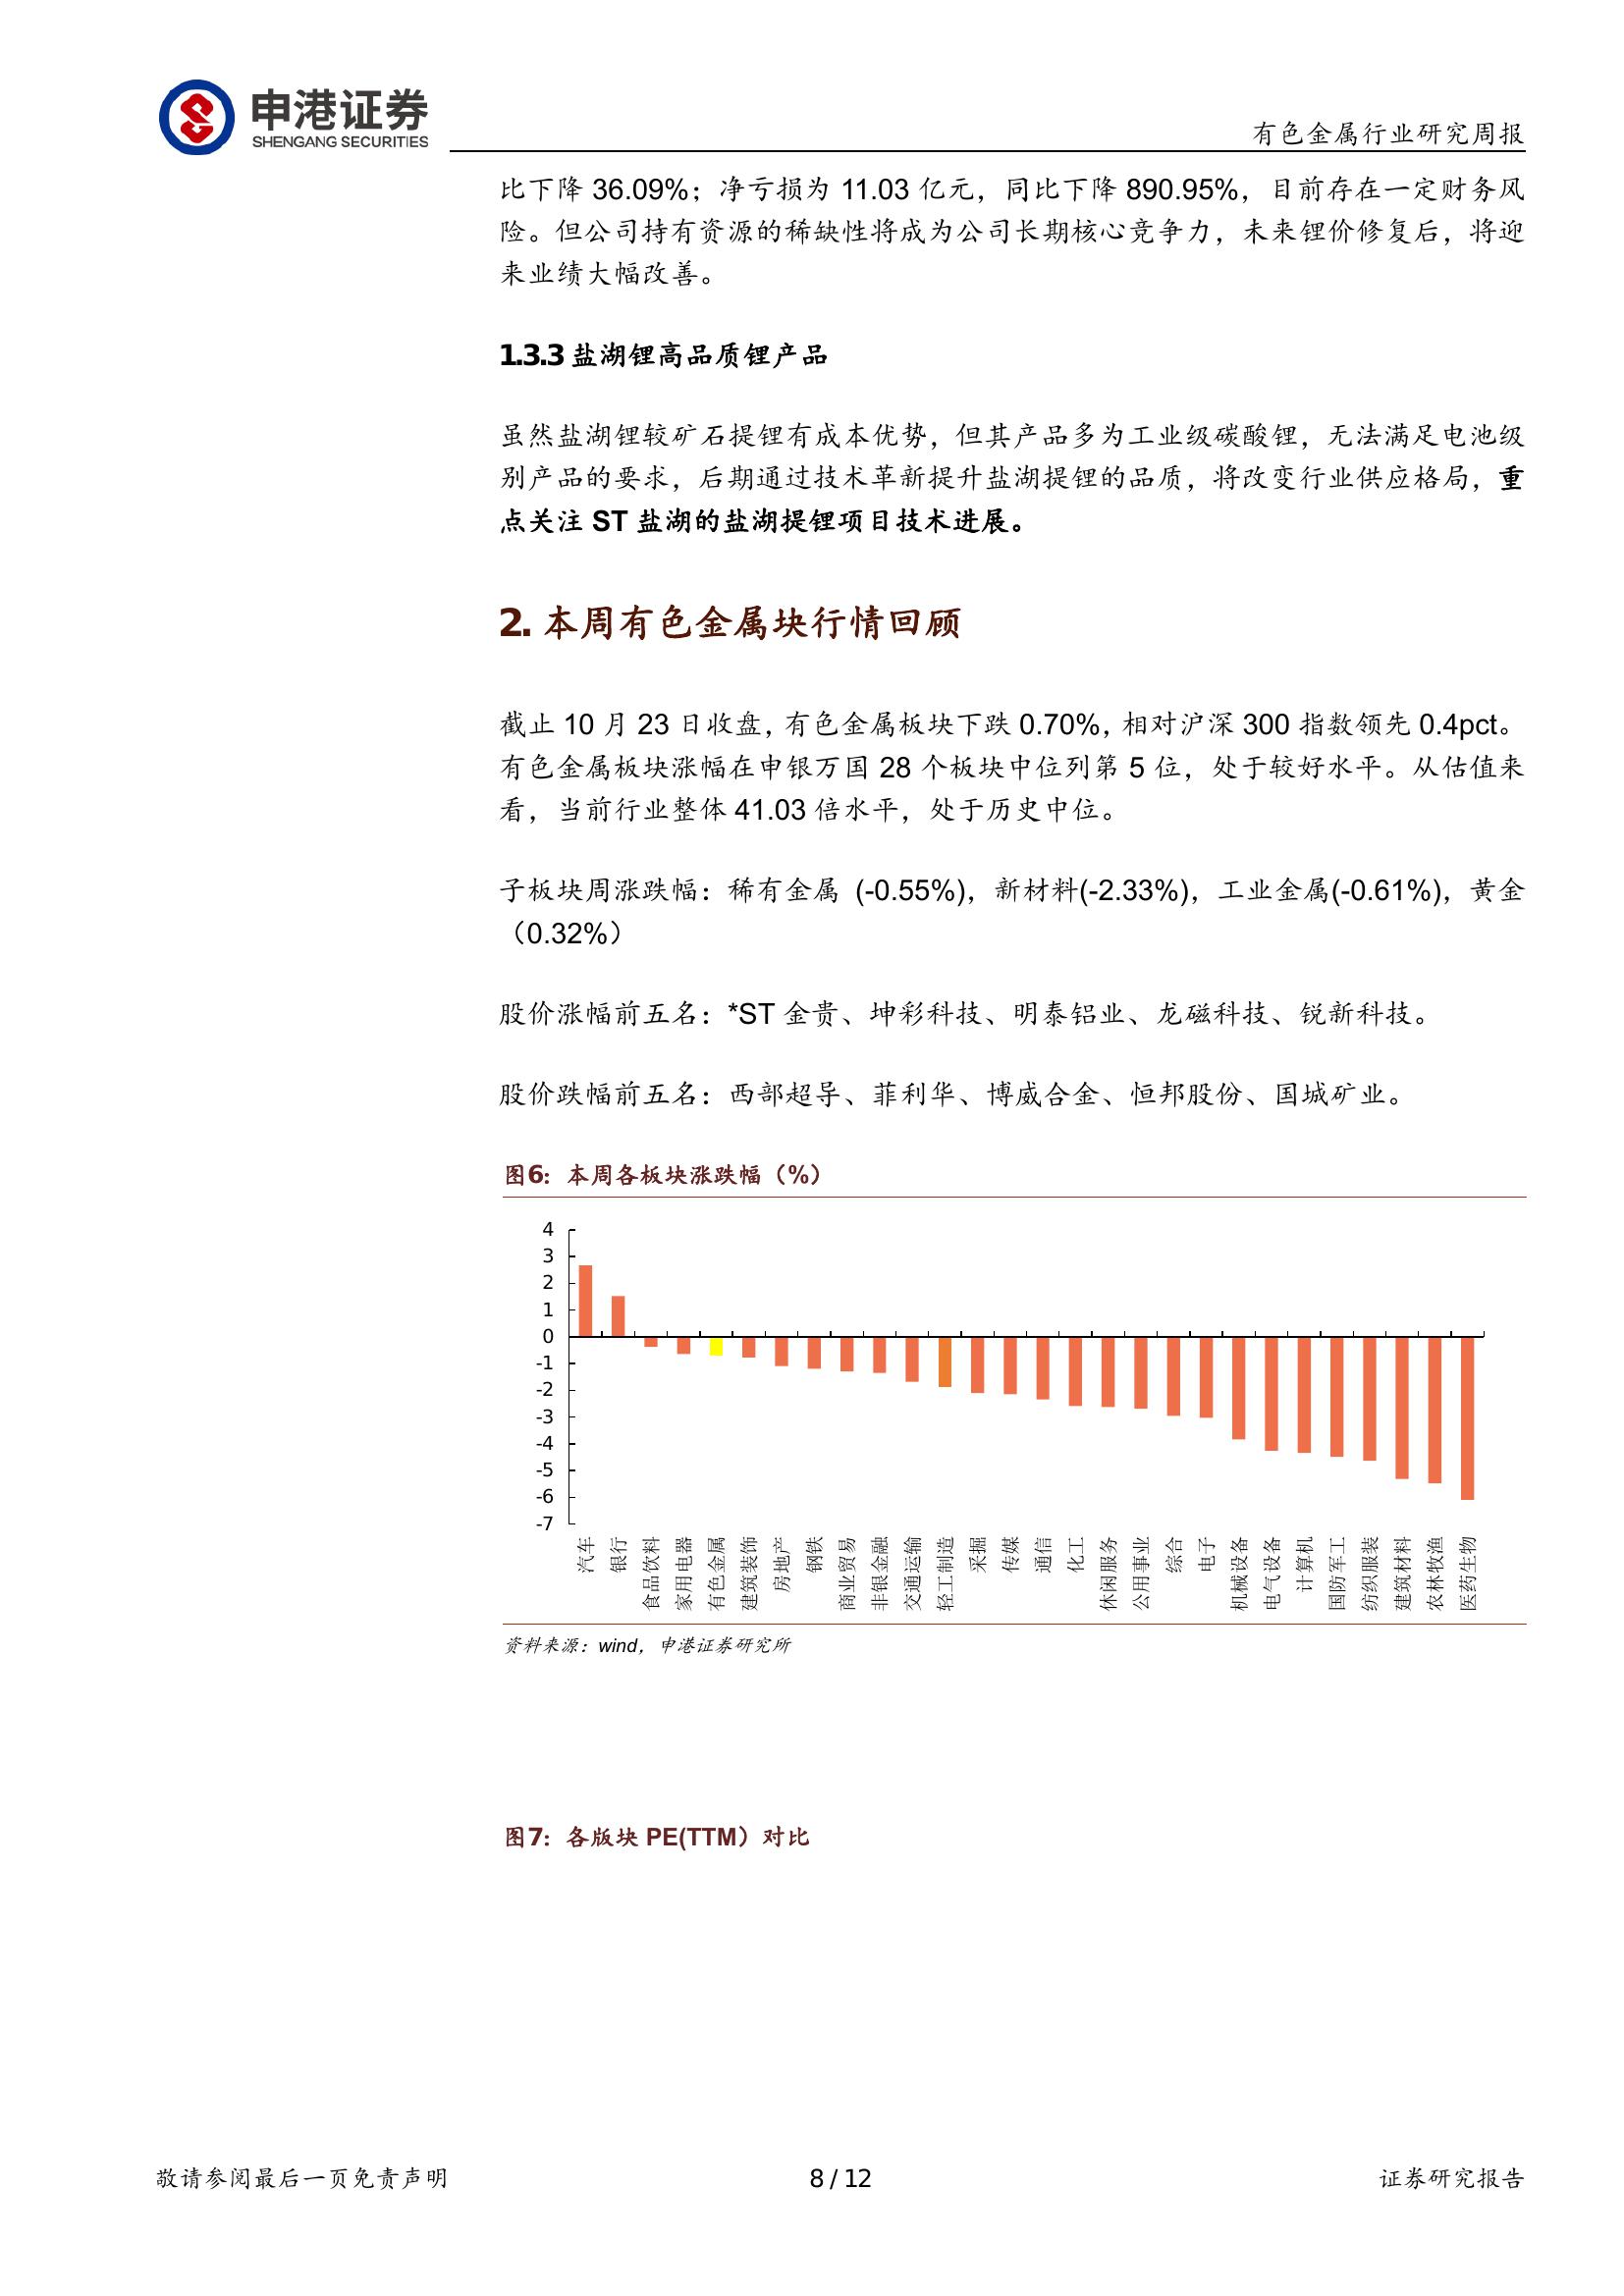 申港证券
SHENGANG SECURITIES
有色金属行业研究周报
比下降 36.09%；净亏损为 11.03 亿元，同比下降 890.95%，目前存在一定财务风
险。但公司持有资源的稀缺性将成为公司长期核心竞争力，未来锂价修复后，将迎
来业绩大幅改善。
1.3.3 盐湖锂高品质锂产品
虽然盐湖锂较矿石提锂有成本优势，但其产品多为工业级碳酸锂，无法满足电池级
别产品的要求，后期通过技术革新提升盐湖提锂的品质，将改变行业供应格局，重
点关注 ST 盐湖的盐湖提锂项目技术进展。
2. 本周有色金属块行情回顾
截止 10 月 23 日收盘，有色金属板块下跌 0.70%，相对沪深 300 指数领先 0.4pct。
有色金属板块涨幅在申银万国 28 个板块中位列第 5 位，处于较好水平。从估值来
看，当前行业整体 41.03 倍水平，处于历史中位。
子板块周涨跌幅：稀有金属 (-0.55%)，新材料(-2.33%)，工业金属(-0.61%)，黄金
（0.32%）
股价涨幅前五名：*ST 金贵、坤彩科技、明泰铝业、龙磁科技、锐新科技。
股价跌幅前五名：西部超导、菲利华、博威合金、恒邦股份、国城矿业。
图6：本周各板块涨跌幅（%）
4
3
2
1
0
-1
-2
-3
-4
-5
-6
-7
汽车
银行
食品饮料
家用电器
有色金属
建筑装饰
房地产
钢铁
商业贸易
非银金融
交通运输
轻工制造
采掘
传媒
通信
化工
休闲服务
公用事业
综合
电子
机械设备
电气设备
计算机
国防军工
纺织服装
建筑材料
农林牧渔
医药生物
资料来源：wind，申港证券研究所
图7：各版块 PE(TTM）对比
敬请参阅最后一页免责声明
8 / 12
证券研究报告